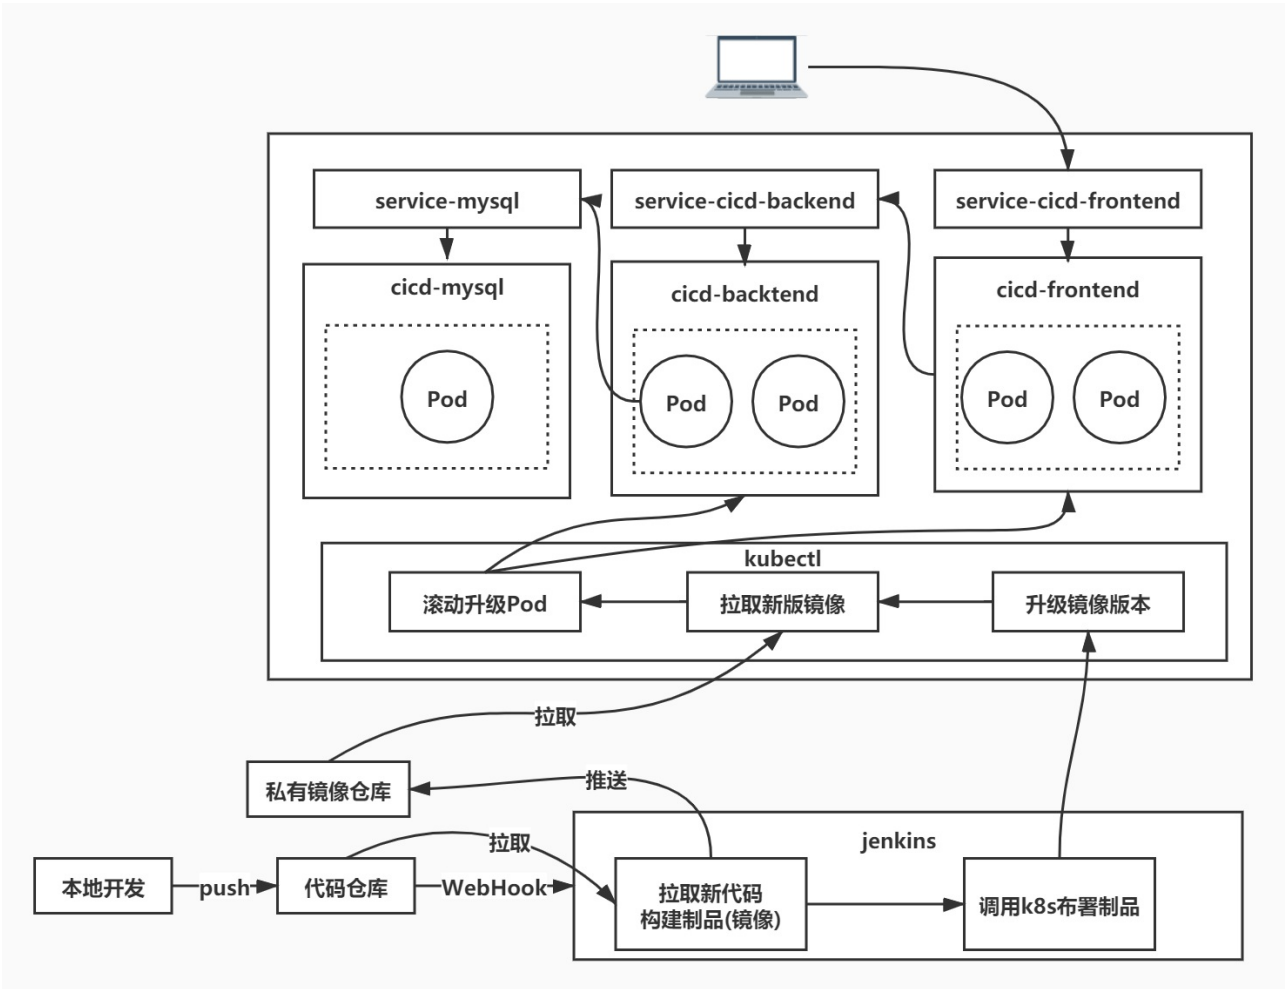 service-mysql
service-cicd-backend
service-cicd-frontend
cicd-mysql
cicd-backtend
cicd-frontend
Pod
Pod
Pod
Pod
Pod
kubectl
滚动升级Pod
拉取新版镜像
升级镜像版本
拉取
私有镜像仓库
推送
jenkins
拉取
本地开发
push
代码仓库
WebHook
拉取新代码
构建制品(镜像)
调用k8s布署制品